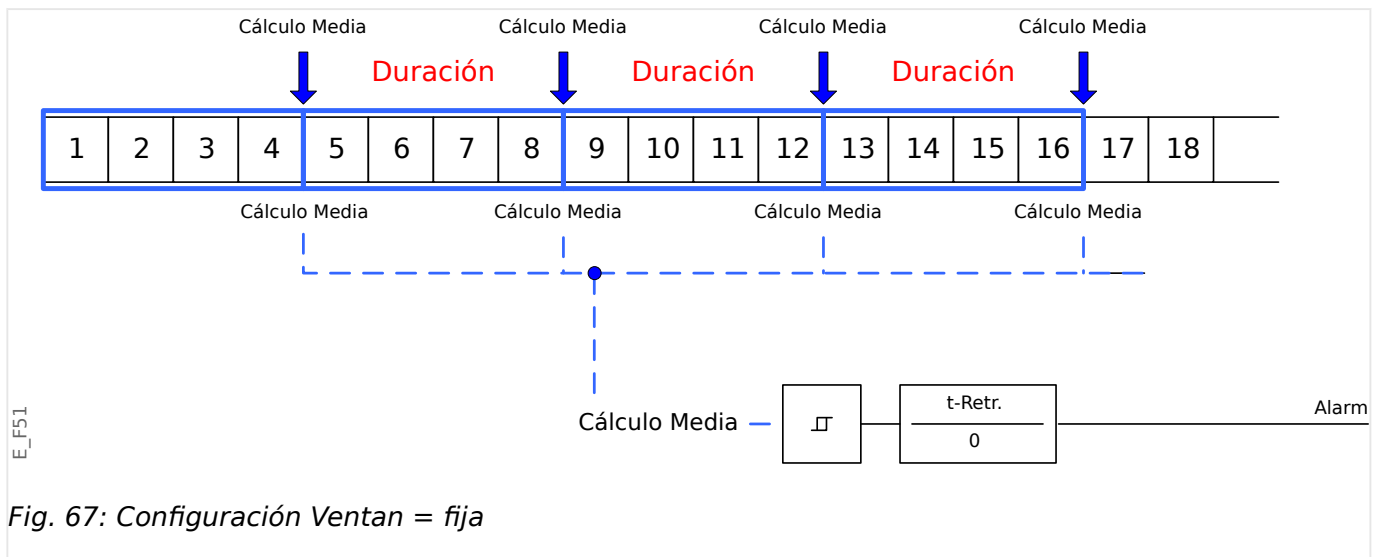 Cálculo Media Cálculo Media Cálculo Media Cálculo Media
Duración Duración Duración
1 2 3 4 5 6 7 8 9 10 11 12 13 14 15 16 17 18
Cálculo Media Cálculo Media Cálculo Media Cálculo Media
t-Retr.
Cálculo Media
0
Alarm
E_F51
Fig. 67: Configuración Ventan = fija